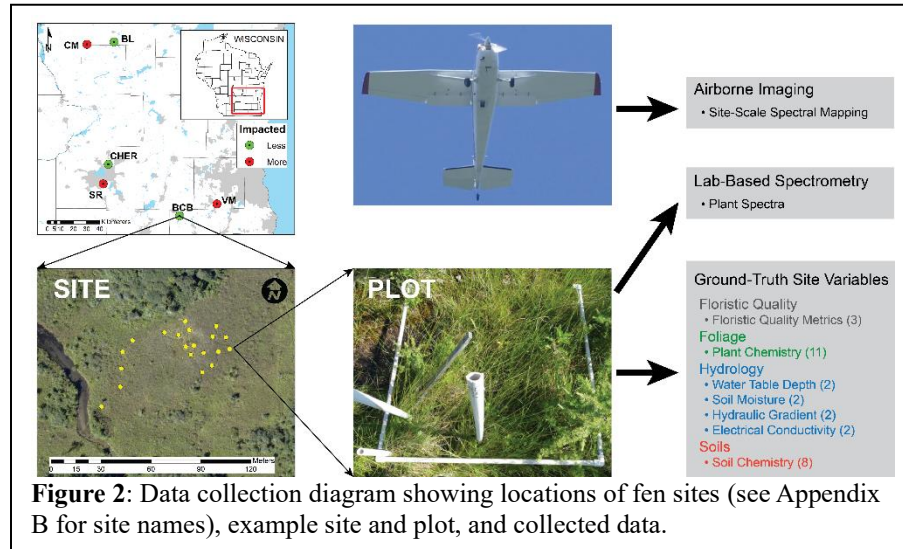 N
CM
BL
WISCONSIN
Impacted
Less
More
CHER
SR
VM
BCB
0 5 10 20 30 40
Kilometers
SITE
N
Meters
0 15 30 60 90 120
PLOT
Airborne Imaging
• Site-Scale Spectral Mapping
Lab-Based Spectrometry
• Plant Spectra
Ground-Truth Site Variables
Floristic Quality
• Floristic Quality Metrics (3)
Foliage
• Plant Chemistry (11)
Hydrology
• Water Table Depth (2)
• Soil Moisture (2)
• Hydraulic Gradient (2)
• Electrical Conductivity (2)
Soils
• Soil Chemistry (8)
Figure 2: Data collection diagram showing locations of fen sites (see Appendix
B for site names), example site and plot, and collected data.